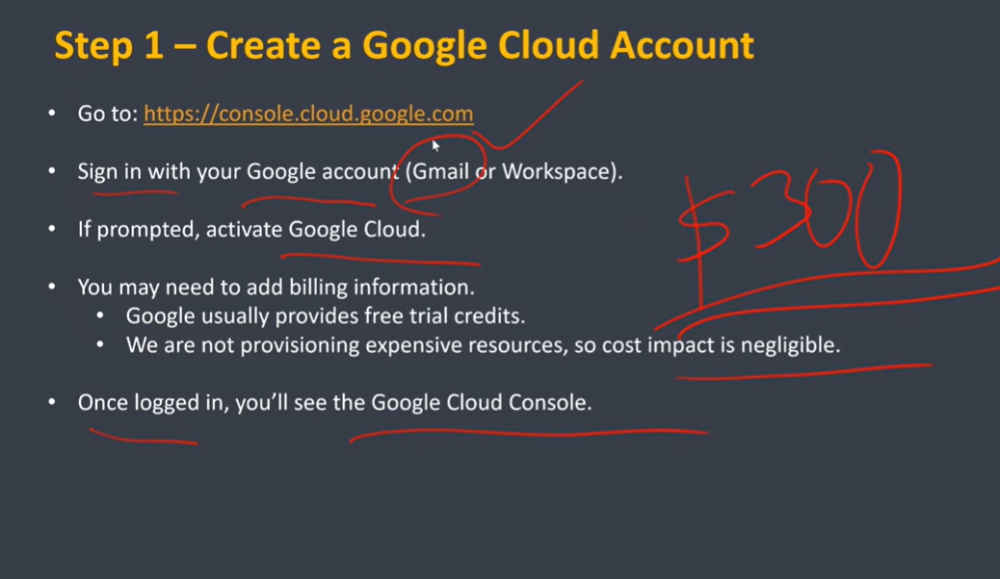 Step 1 – Create a Google Cloud Account
• Go to: https://console.cloud.google.com
• Sign in with your Google account (Gmail or Workspace).
• If prompted, activate Google Cloud.
$300
• You may need to add billing information.
• Google usually provides free trial credits.
• We are not provisioning expensive resources, so cost impact is negligible.
• Once logged in, you’ll see the Google Cloud Console.